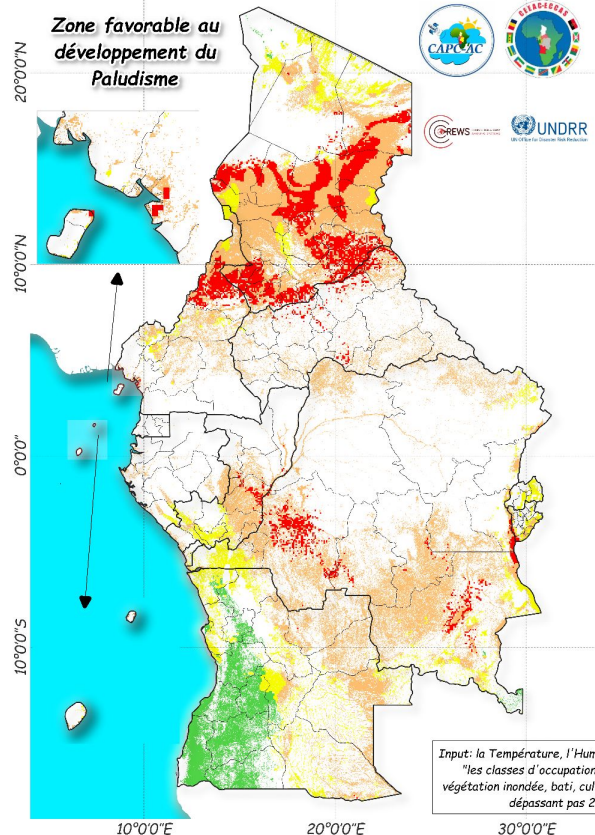 Zone favorable au
développement du
Paludisme
CAPC-AC
CEEAC-ECCAS
CREWS
UNDRR
UN Office for Disaster Risk Reduction
20°0'0"N
10°0'0"N
0°0'0"
10°0'0"S
Input: la Température, l'Hum
"les classes d'occupation
végétation inondée, bati, cul
dépassant pas 2
10°0'0"E
20°0'0"E
30°0'0"E